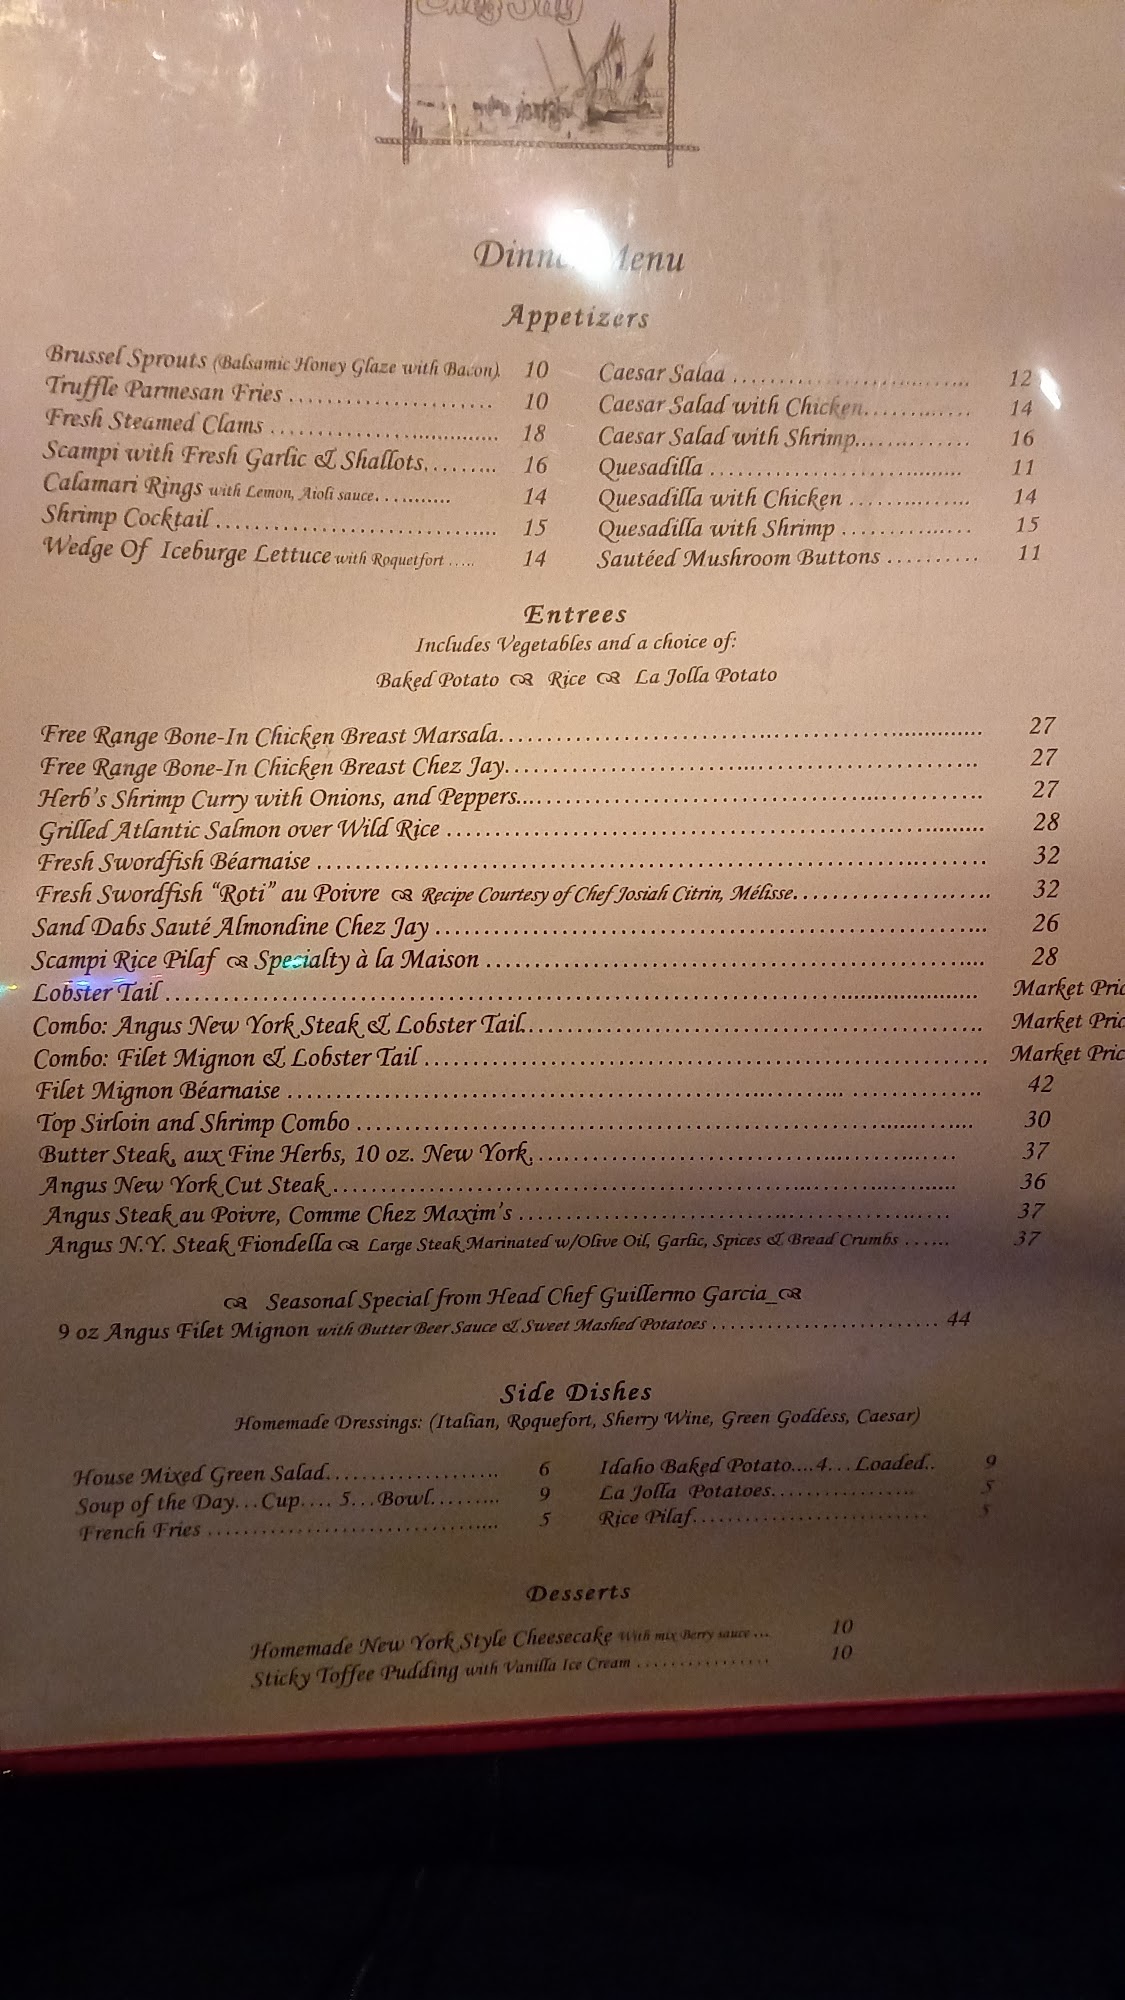 Chez Jay
Dinner Menu
Appetizers
Brussel Sprouts (Balsamic Honey Glaze with Bacon). 10
Truffle Parmesan Fries ..................... 10
Fresh Steamed Clams ........................... 18
Scampi with Fresh Garlic & Shallots......... 16
Calamari Rings with Lemon, Aioli sauce............ 14
Shrimp Cocktail ................................. 15
Wedge Of Iceburge Lettuce with Roquetfort ..... 14
Caesar Salad .............................. 12
Caesar Salad with Chicken............. 14
Caesar Salad with Shrimp.............. 16
Quesadilla ............................... 11
Quesadilla with Chicken ............... 14
Quesadilla with Shrimp ................ 15
Sautéed Mushroom Buttons .......... 11
Entrees
Includes Vegetables and a choice of:
Baked Potato Rice La Jolla Potato
Free Range Bone-In Chicken Breast Marsala............................................................ 27
Free Range Bone-In Chicken Breast Chez Jay.......................................................... 27
Herb's Shrimp Curry with Onions, and Peppers......................................................... 27
Grilled Atlantic Salmon over Wild Rice ................................................................. 28
Fresh Swordfish Béarnaise ............................................................................ 32
Fresh Swordfish "Roti" au Poivre Recipe Courtesy of Chef Josiah Citrin, Mélisse....................... 32
Sand Dabs Sauté Almondine Chez Jay ................................................................. 26
Scampi Rice Pilaf Specialty à la Maison ............................................................ 28
Lobster Tail ........................................................................................ Market Pric
Combo: Angus New York Steak & Lobster Tail.......................................................... Market Pric
Combo: Filet Mignon & Lobster Tail .................................................................. Market Pric
Filet Mignon Béarnaise ............................................................................. 42
Top Sirloin and Shrimp Combo ....................................................................... 30
Butter Steak, aux Fine Herbs, 10 oz. New York. .................................................... 37
Angus New York Cut Steak .......................................................................... 36
Angus Steak au Poivre, Comme Chez Maxim's ....................................................... 37
Angus N.Y. Steak Fiondella Large Steak Marinated w/Olive Oil, Garlic, Spices & Bread Crumbs ...... 37
Seasonal Special from Head Chef Guillermo Garcia_
9 oz Angus Filet Mignon with Butter Beer Sauce & Sweet Mashed Potatoes ......................... 44
Side Dishes
Homemade Dressings: (Italian, Roquefort, Sherry Wine, Green Goddess, Caesar)
House Mixed Green Salad..................... 6
Soup of the Day...Cup.... 5...Bowl......... 9
French Fries .................................. 5
Idaho Baked Potato....4...Loaded.. 9
La Jolla Potatoes.................. 5
Rice Pilaf............................ 5
Desserts
Homemade New York Style Cheesecake With mix Berry sauce ... 10
Sticky Toffee Pudding with Vanilla Ice Cream ................ 10